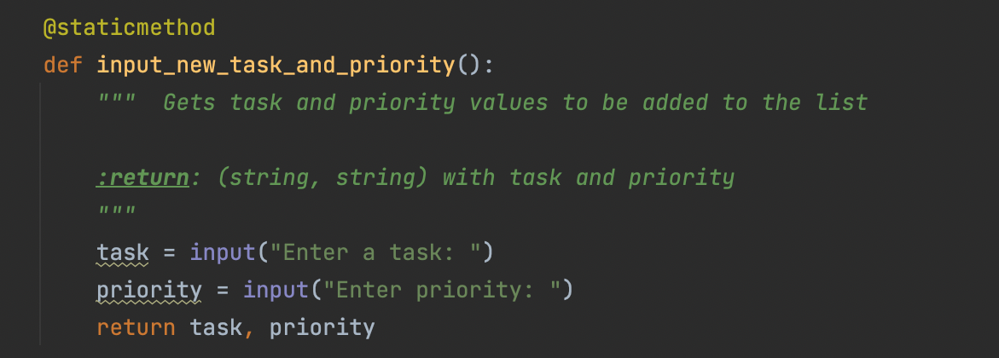 @staticmethod
def input_new_task_and_priority():
    """  Gets task and priority values to be added to the list

    :return: (string, string) with task and priority
    """
    task = input("Enter a task: ")
    priority = input("Enter priority: ")
    return task, priority